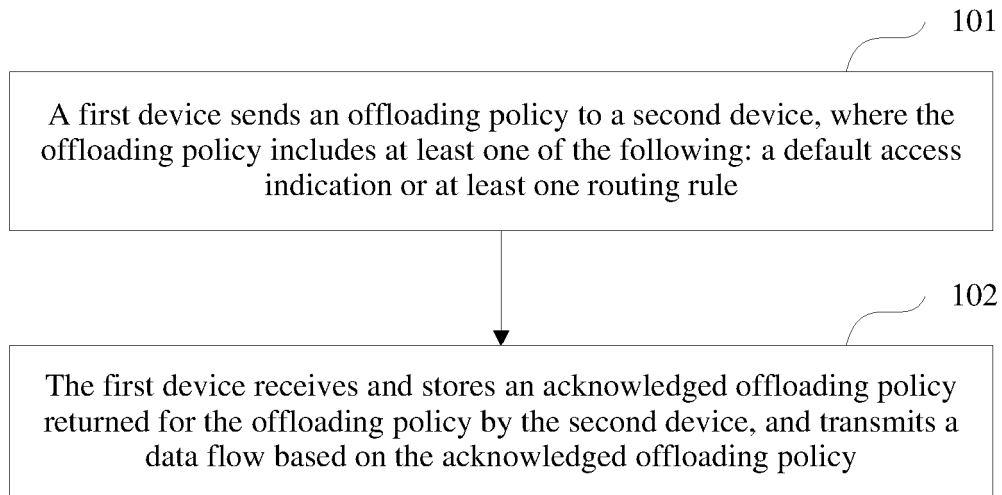 101
A first device sends an offloading policy to a second device, where the
offloading policy includes at least one of the following: a default access
indication or at least one routing rule
102
The first device receives and stores an acknowledged offloading policy
returned for the offloading policy by the second device, and transmits a
data flow based on the acknowledged offloading policy